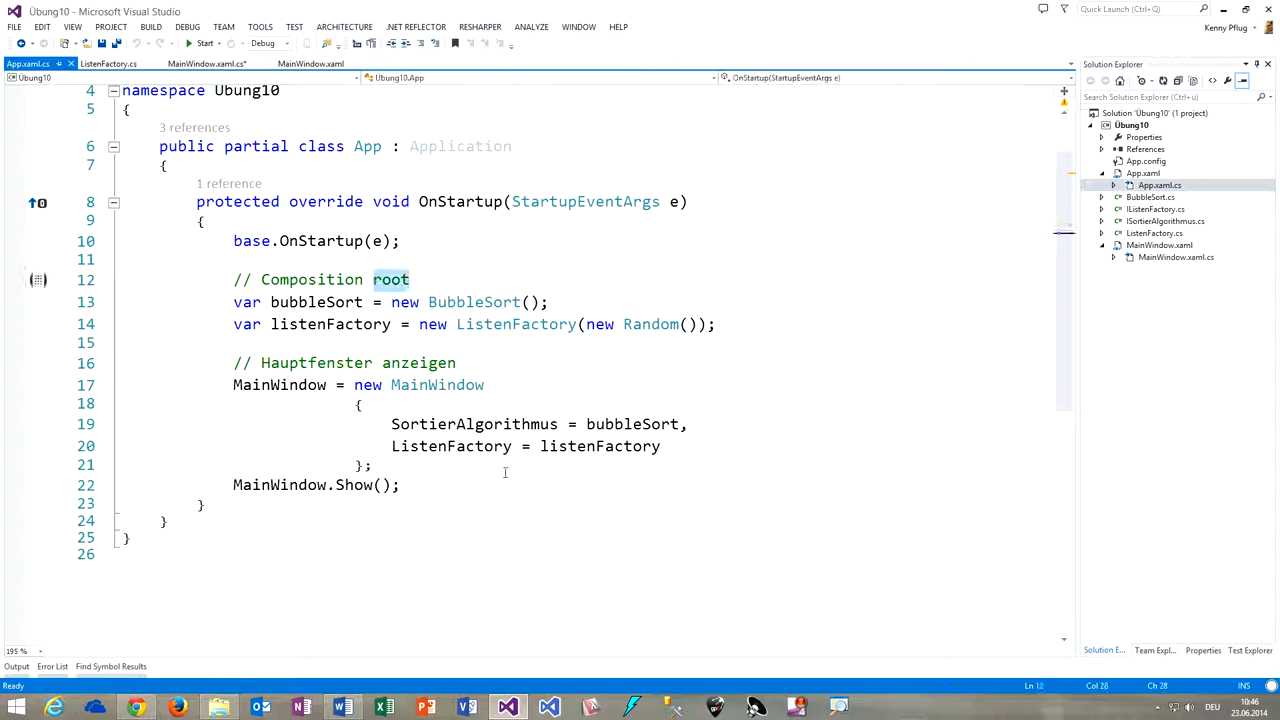 Übung10 - Microsoft Visual Studio
Quick Launch (Ctrl+Q)
FILE EDIT VIEW PROJECT BUILD DEBUG TEAM TOOLS TEST ARCHITECTURE .NET REFLECTOR RESHARPER ANALYZE WINDOW HELP
Kenny Pflug
Start Debug
App.xaml.cs ListenFactory.cs MainWindow.xaml.cs* MainWindow.xaml
Übung10 Übung10.App OnStartup(StartupEventArgs e)
4 namespace Übung10
5 {
3 references
6 public partial class App : Application
7 {
1 reference
8 protected override void OnStartup(StartupEventArgs e)
9 {
10 base.OnStartup(e);
11
12 // Composition root
13 var bubbleSort = new BubbleSort();
14 var listenFactory = new ListenFactory(new Random());
15
16 // Hauptfenster anzeigen
17 MainWindow = new MainWindow
18 {
19 SortierAlgorithmus = bubbleSort,
20 ListenFactory = listenFactory
21 };
22 MainWindow.Show();
23 }
24 }
25 }
26
195 %
Solution Explorer
Search Solution Explorer (Ctrl+ü)
Solution 'Übung10' (1 project)
Übung10
Properties
References
App.config
App.xaml
App.xaml.cs
BubbleSort.cs
IListenFactory.cs
ISortierAlgorithmus.cs
ListenFactory.cs
MainWindow.xaml
MainWindow.xaml.cs
Solution E... Team Expl... Properties Test Explorer
Output Error List Find Symbol Results
Ready Ln 12 Col 28 Ch 28 INS
DEU
10:46
23.06.2014